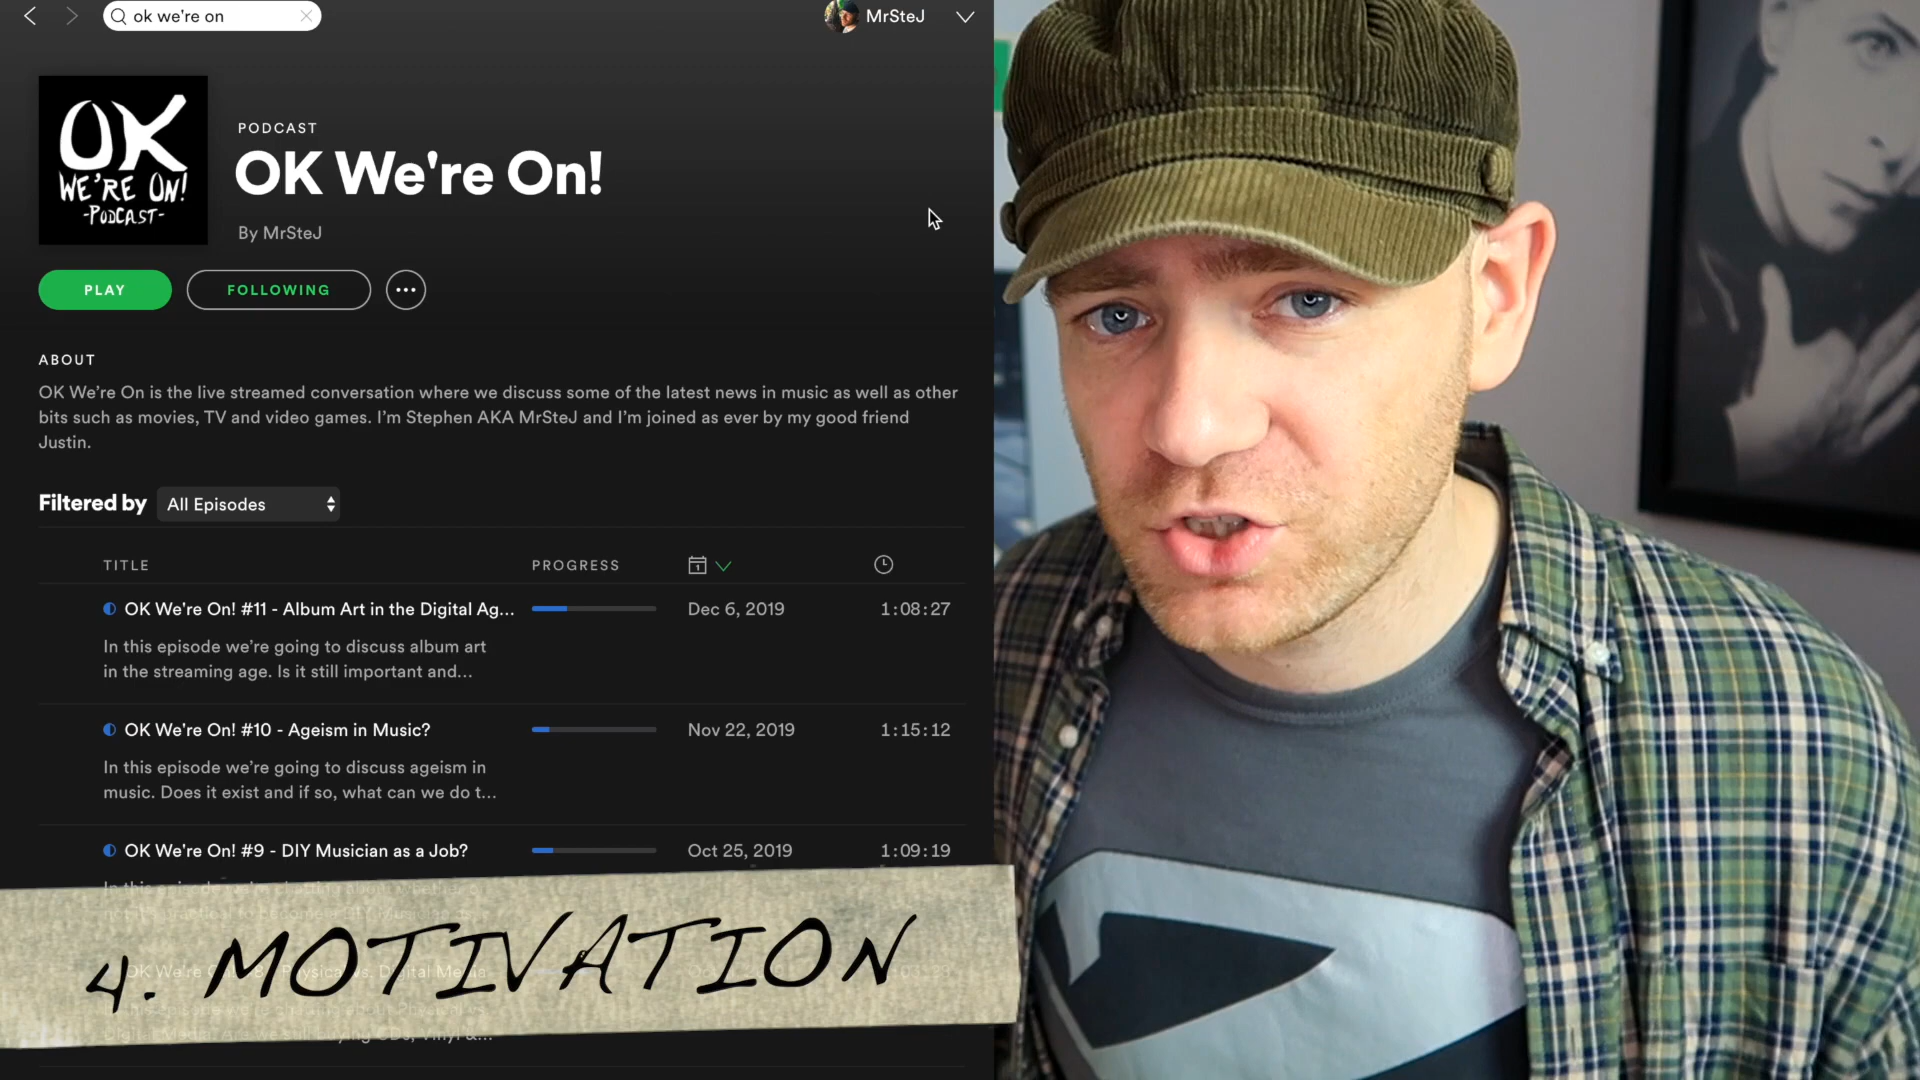 ok we're on
MrSteJ
OK
WE'RE ON!
-PODCAST-
PODCAST
OK We're On!
By MrSteJ
PLAY
FOLLOWING
ABOUT
OK We’re On is the live streamed conversation where we discuss some of the latest news in music as well as other
bits such as movies, TV and video games. I’m Stephen AKA MrSteJ and I’m joined as ever by my good friend
Justin.
Filtered by All Episodes
TITLE PROGRESS
OK We're On! #11 - Album Art in the Digital Ag... Dec 6, 2019 1:08:27
In this episode we’re going to discuss album art
in the streaming age. Is it still important and...
OK We're On! #10 - Ageism in Music? Nov 22, 2019 1:15:12
In this episode we’re going to discuss ageism in
music. Does it exist and if so, what can we do t...
OK We're On! #9 - DIY Musician as a Job? Oct 25, 2019 1:09:19
4. MOTIVATION